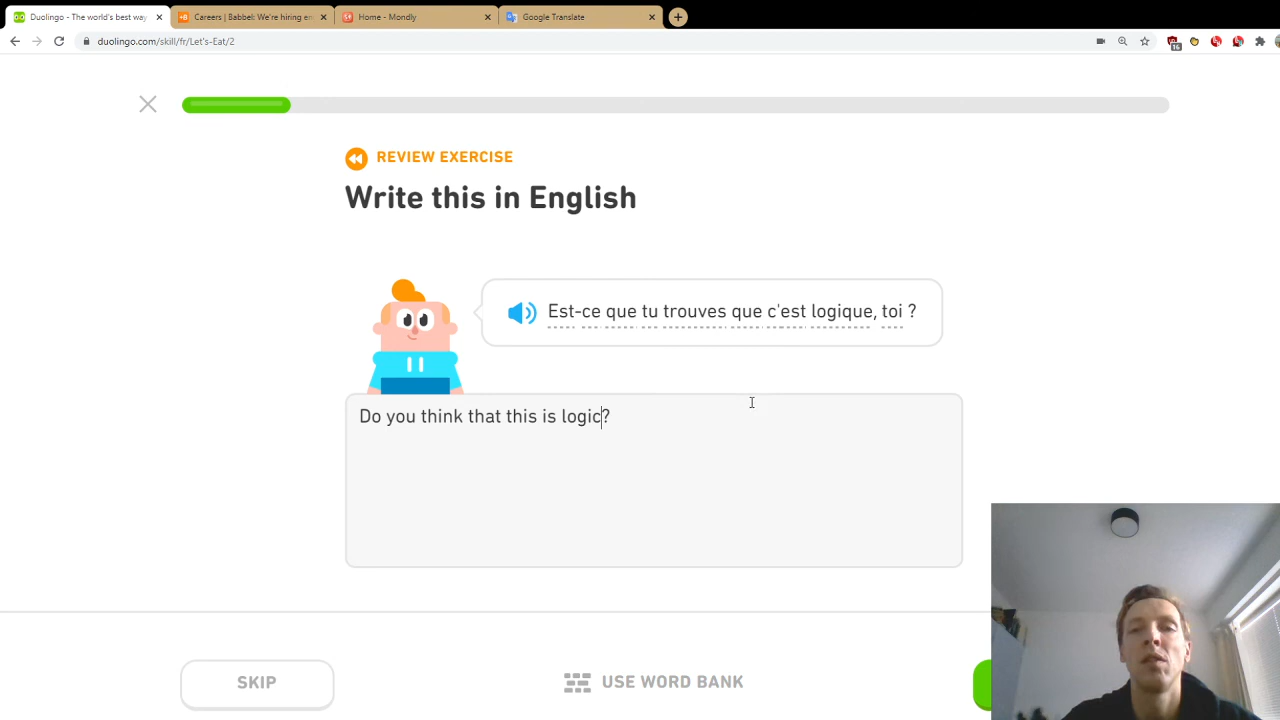 Duolingo - The world's best way
Careers | Babbel: We're hiring en
Home - Mondly
Google Translate
duolingo.com/skill/fr/Let's-Eat/2
16
REVIEW EXERCISE
Write this in English
Est-ce que tu trouves que c'est logique, toi ?
Do you think that this is logic?
SKIP
USE WORD BANK